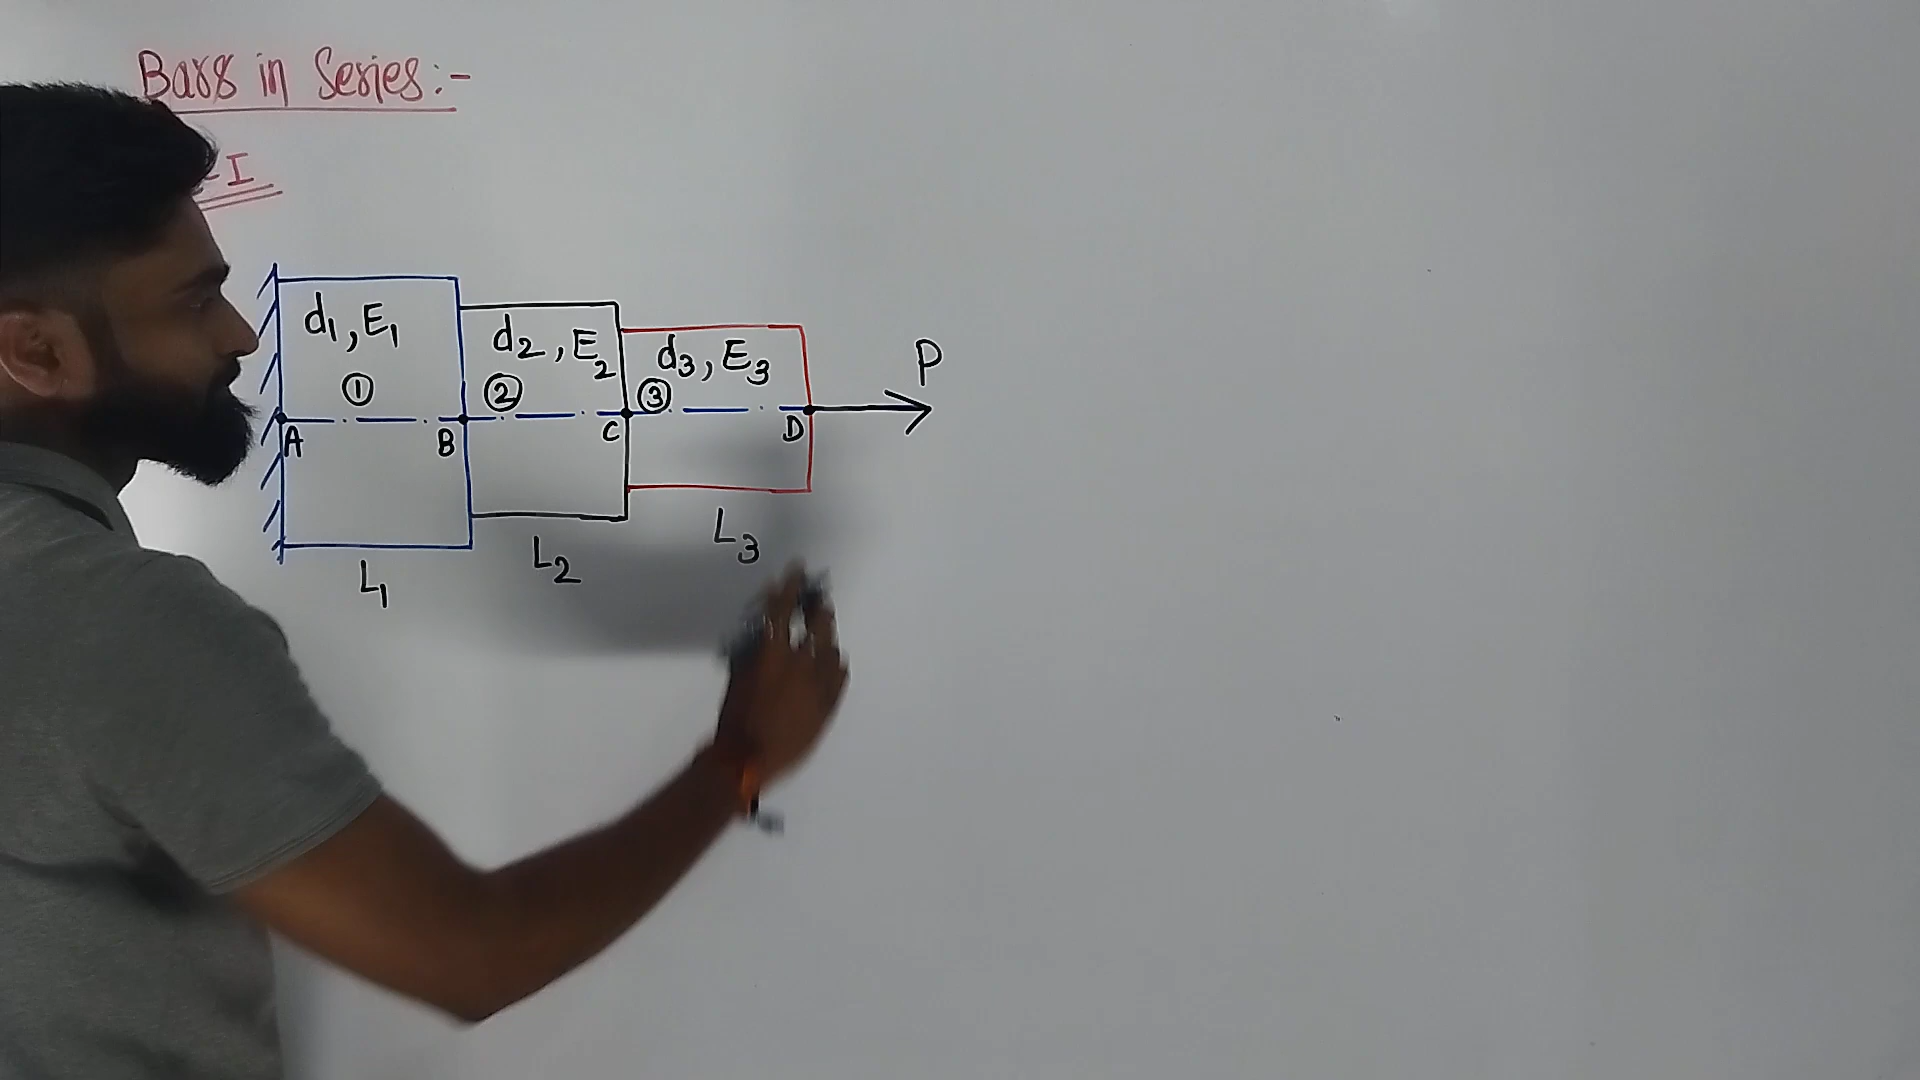 Bars in Series:-
-I
P
d1, E1
d2, E2
d3, E3
① ② ③
A B C D
L1 L2 L3